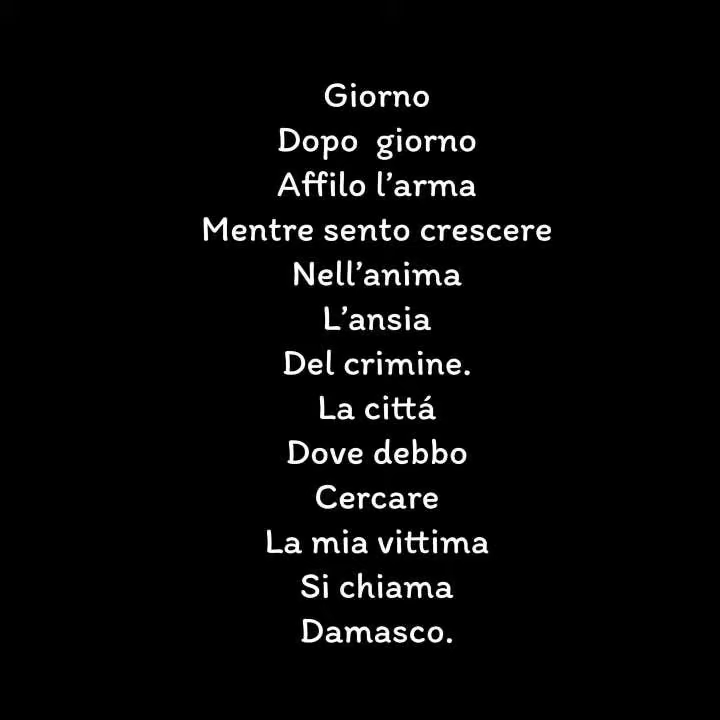 Giorno
Dopo  giorno
Affilo l’arma
Mentre sento crescere
Nell’anima
L’ansia
Del crimine.
La cittá
Dove debbo
Cercare
La mia vittima
Si chiama
Damasco.